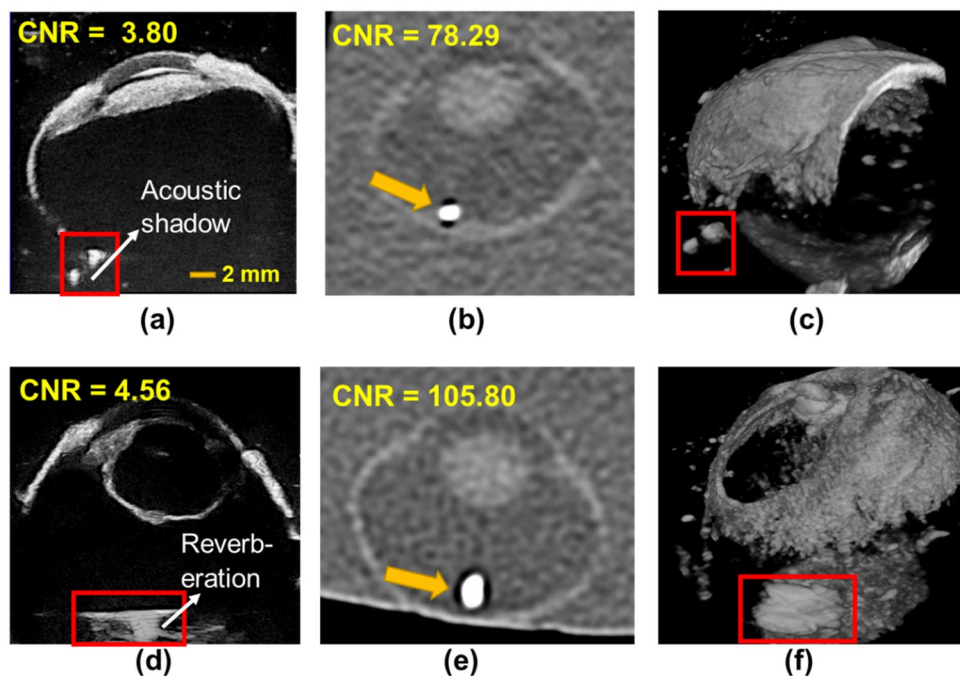 CNR = 3.80
Acoustic
shadow
2 mm
(a)
CNR = 78.29
(b)
(c)
CNR = 4.56
Reverb-
eration
(d)
CNR = 105.80
(e)
(f)